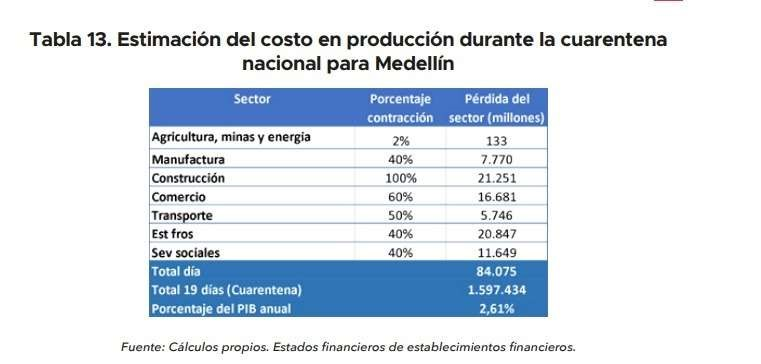 Tabla 13. Estimación del costo en producción durante la cuarentena
nacional para Medellín
Sector Porcentaje contracción Pérdida del sector (millones)
Agricultura, minas y energía 2% 133
Manufactura 40% 7.770
Construcción 100% 21.251
Comercio 60% 16.681
Transporte 50% 5.746
Est fros 40% 20.847
Sev sociales 40% 11.649
Total día 84.075
Total 19 días (Cuarentena) 1.597.434
Porcentaje del PIB anual 2,61%
Fuente: Cálculos propios. Estados financieros de establecimientos financieros.